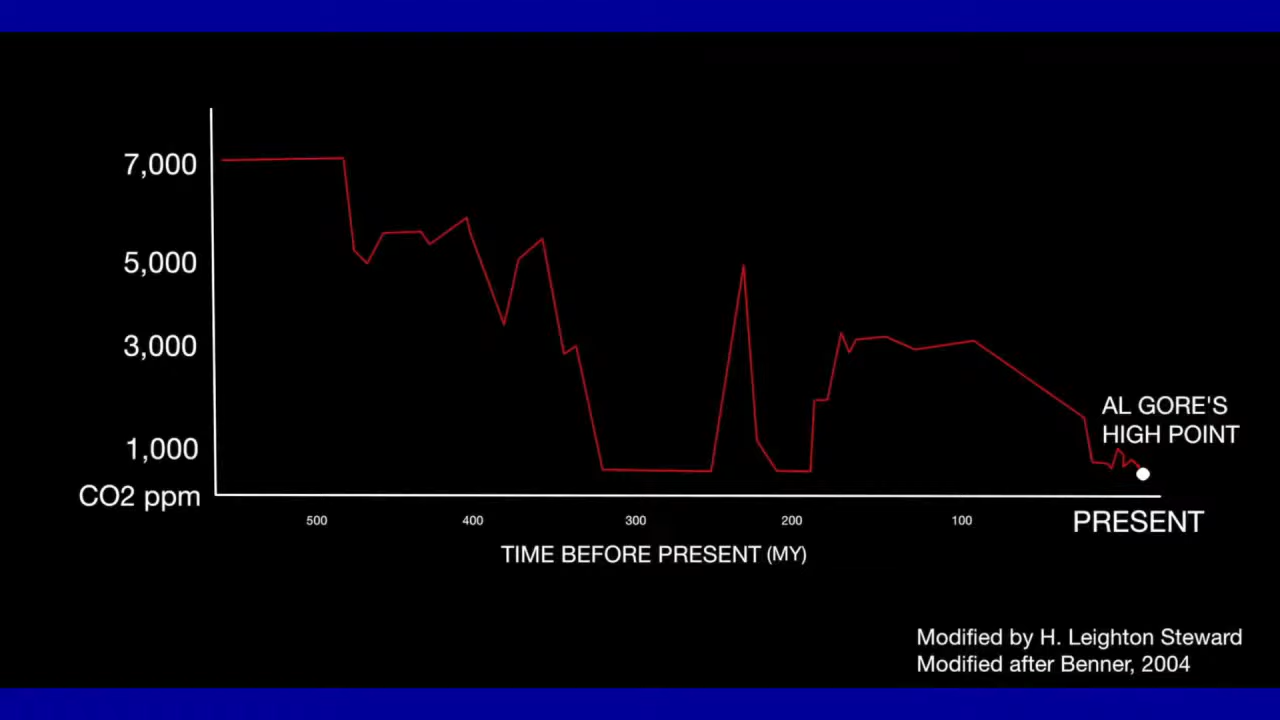 7,000
5,000
3,000
1,000
CO2 ppm
500 400 300 200 100
PRESENT
TIME BEFORE PRESENT (MY)
AL GORE'S
HIGH POINT
Modified by H. Leighton Steward
Modified after Benner, 2004